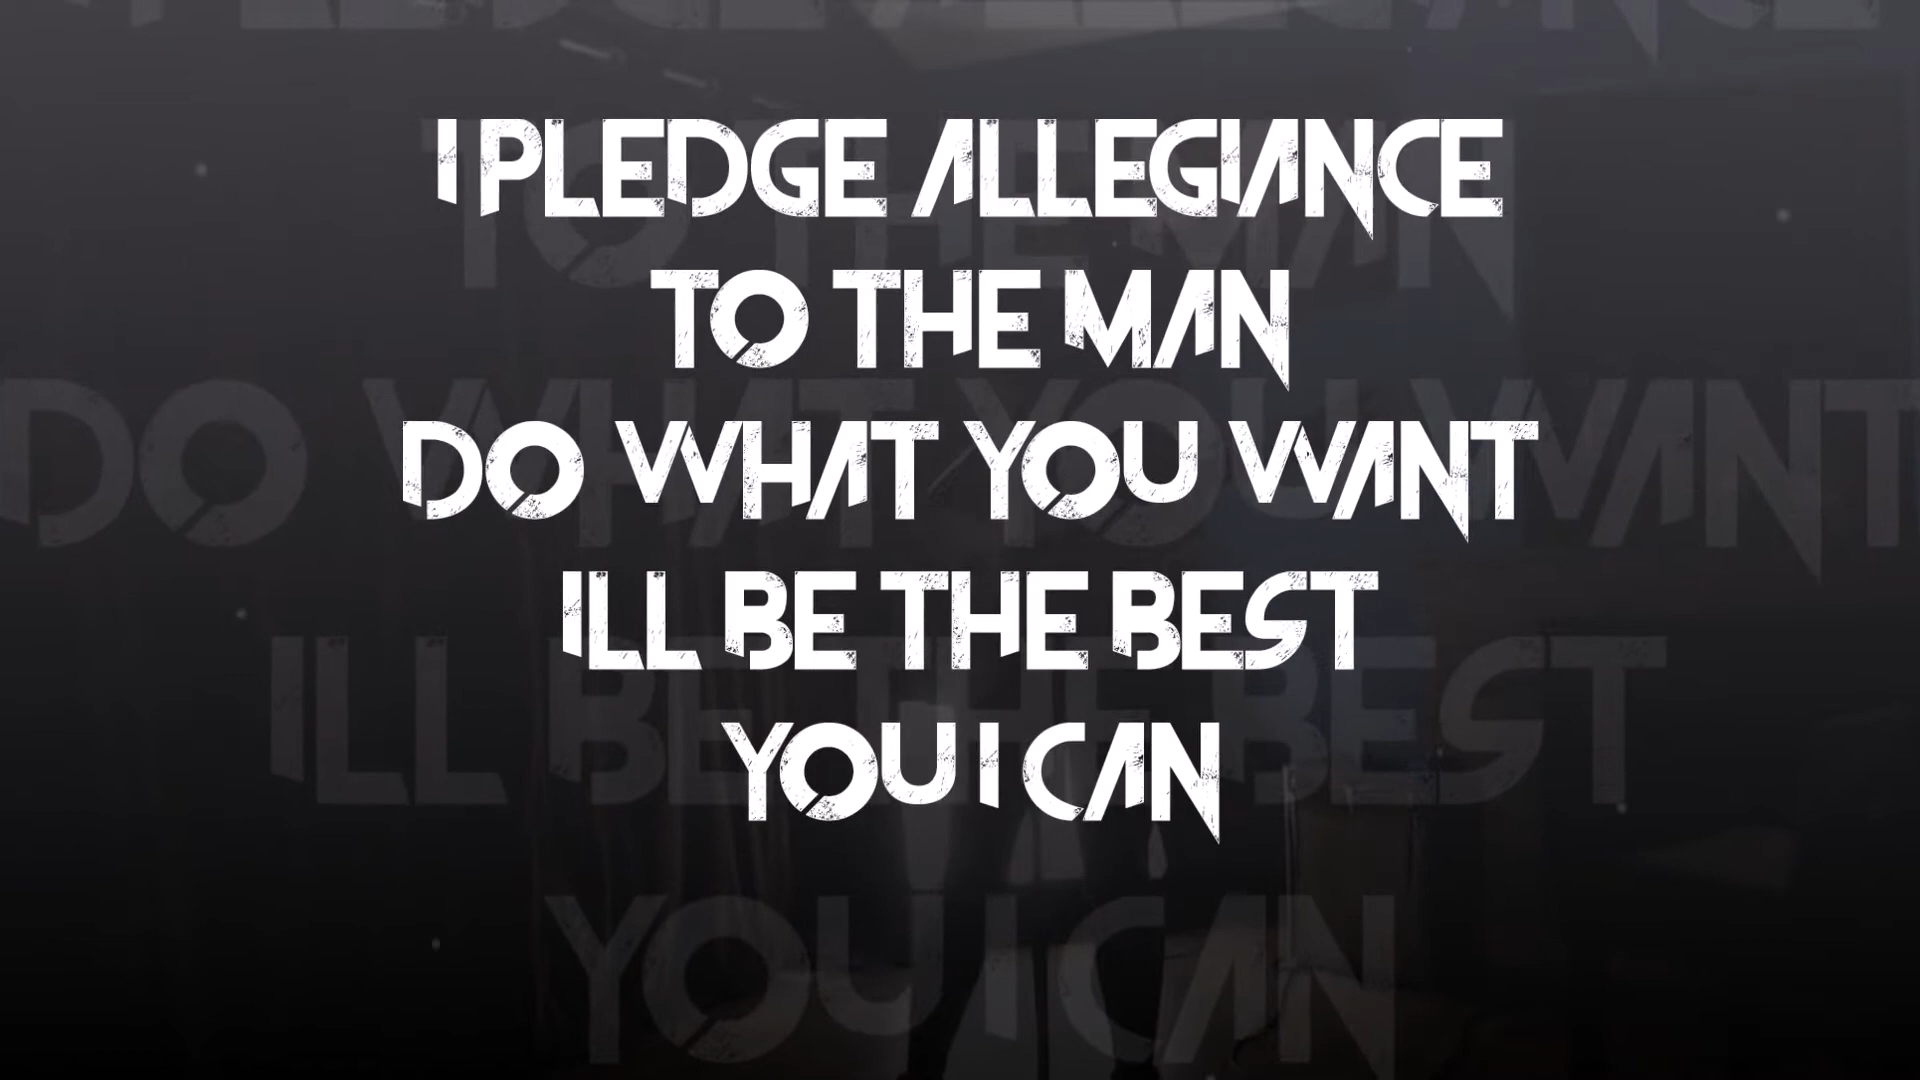 I PLEDGE ALLEGIANCE
TO THE MAN
DO WHAT YOU WANT
ILL BE THE BEST
YOU I CAN